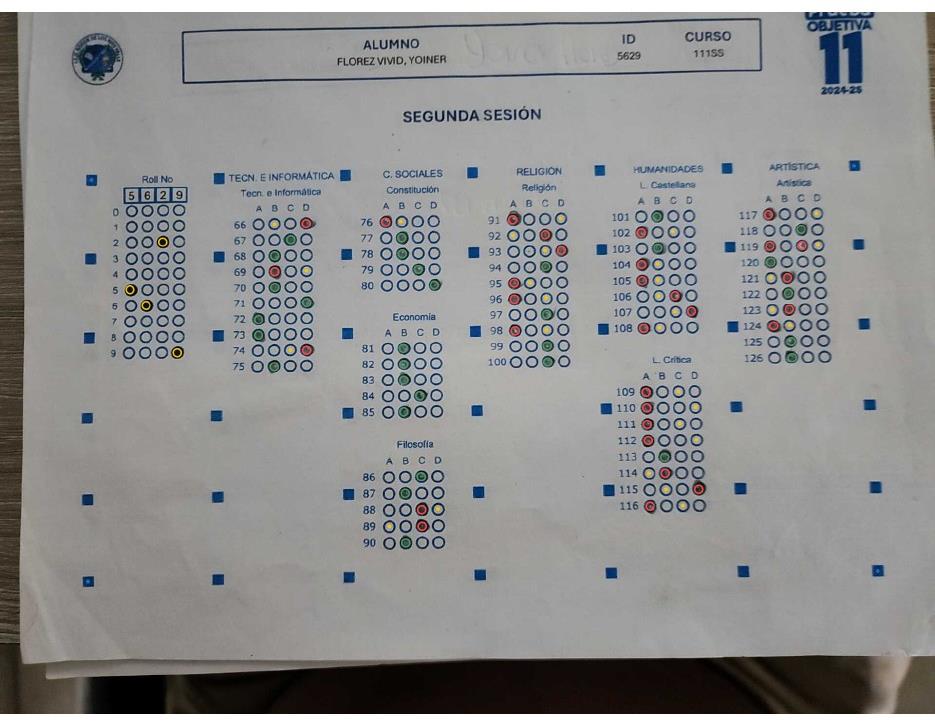 ALUMNO
FLOREZ VIVID, YOINER
ID
5629
CURSO
111SS
OBJETIVA
11
2024-25
SEGUNDA SESIÓN
Roll No
5 6 2 9
0
1
2
3
4
5
6
7
8
9
TECN. E INFORMÁTICA
Tecn. e Informática
A B C D
66
67
68
69
70
71
72
73
74
75
C. SOCIALES
Constitución
A B C D
76
77
78
79
80
Economía
A B C D
81
82
83
84
85
Filosofía
A B C D
86
87
88
89
90
RELIGIÓN
Religión
A B C D
91
92
93
94
95
96
97
98
99
100
HUMANIDADES
L. Castellana
A B C D
101
102
103
104
105
106
107
108
L. Crítica
A B C D
109
110
111
112
113
114
115
116
ARTÍSTICA
Artística
A B C D
117
118
119
120
121
122
123
124
125
126